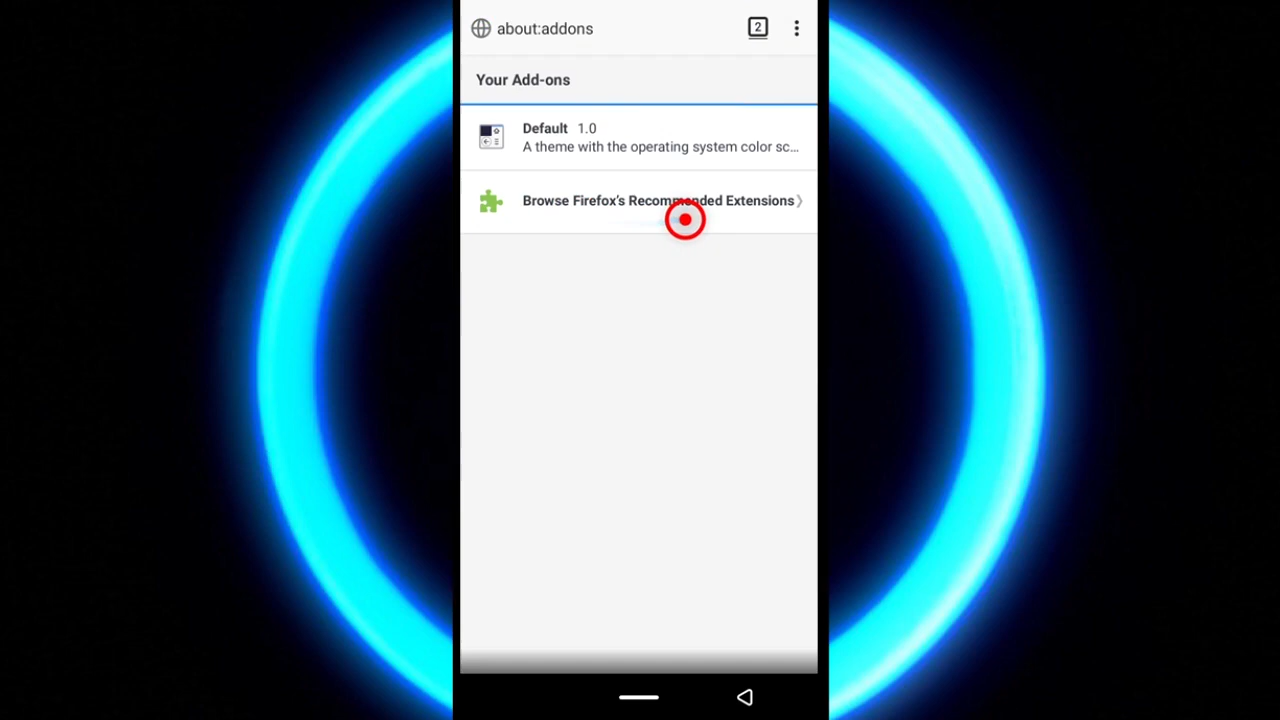 about:addons
2
Your Add-ons
Default 1.0
A theme with the operating system color sc...
Browse Firefox's Recommended Extensions